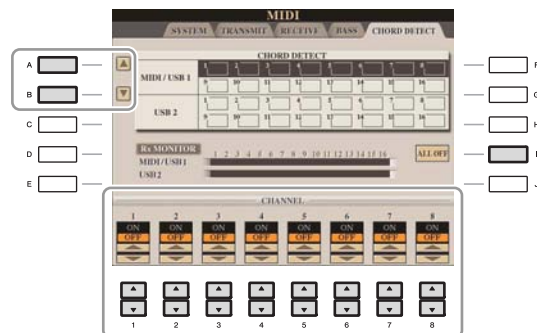 MIDI
SYSTEM TRANSMIT RECEIVE BASS CHORD DETECT
CHORD DETECT
A
F
MIDI / USB 1
1 2 3 4 5 6 7 8
9 10 11 12 13 14 15 16
B
G
USB 2
1 2 3 4 5 6 7 8
9 10 11 12 13 14 15 16
C
H
Rx MONITOR
1 2 3 4 5 6 7 8 9 10 11 12 13 14 15 16
ALL OFF
D
I
MIDI/USB1
USB2
E
J
CHANNEL
1 2 3 4 5 6 7 8
ON ON ON ON ON ON ON ON
OFF OFF OFF OFF OFF OFF OFF OFF
1 2 3 4 5 6 7 8